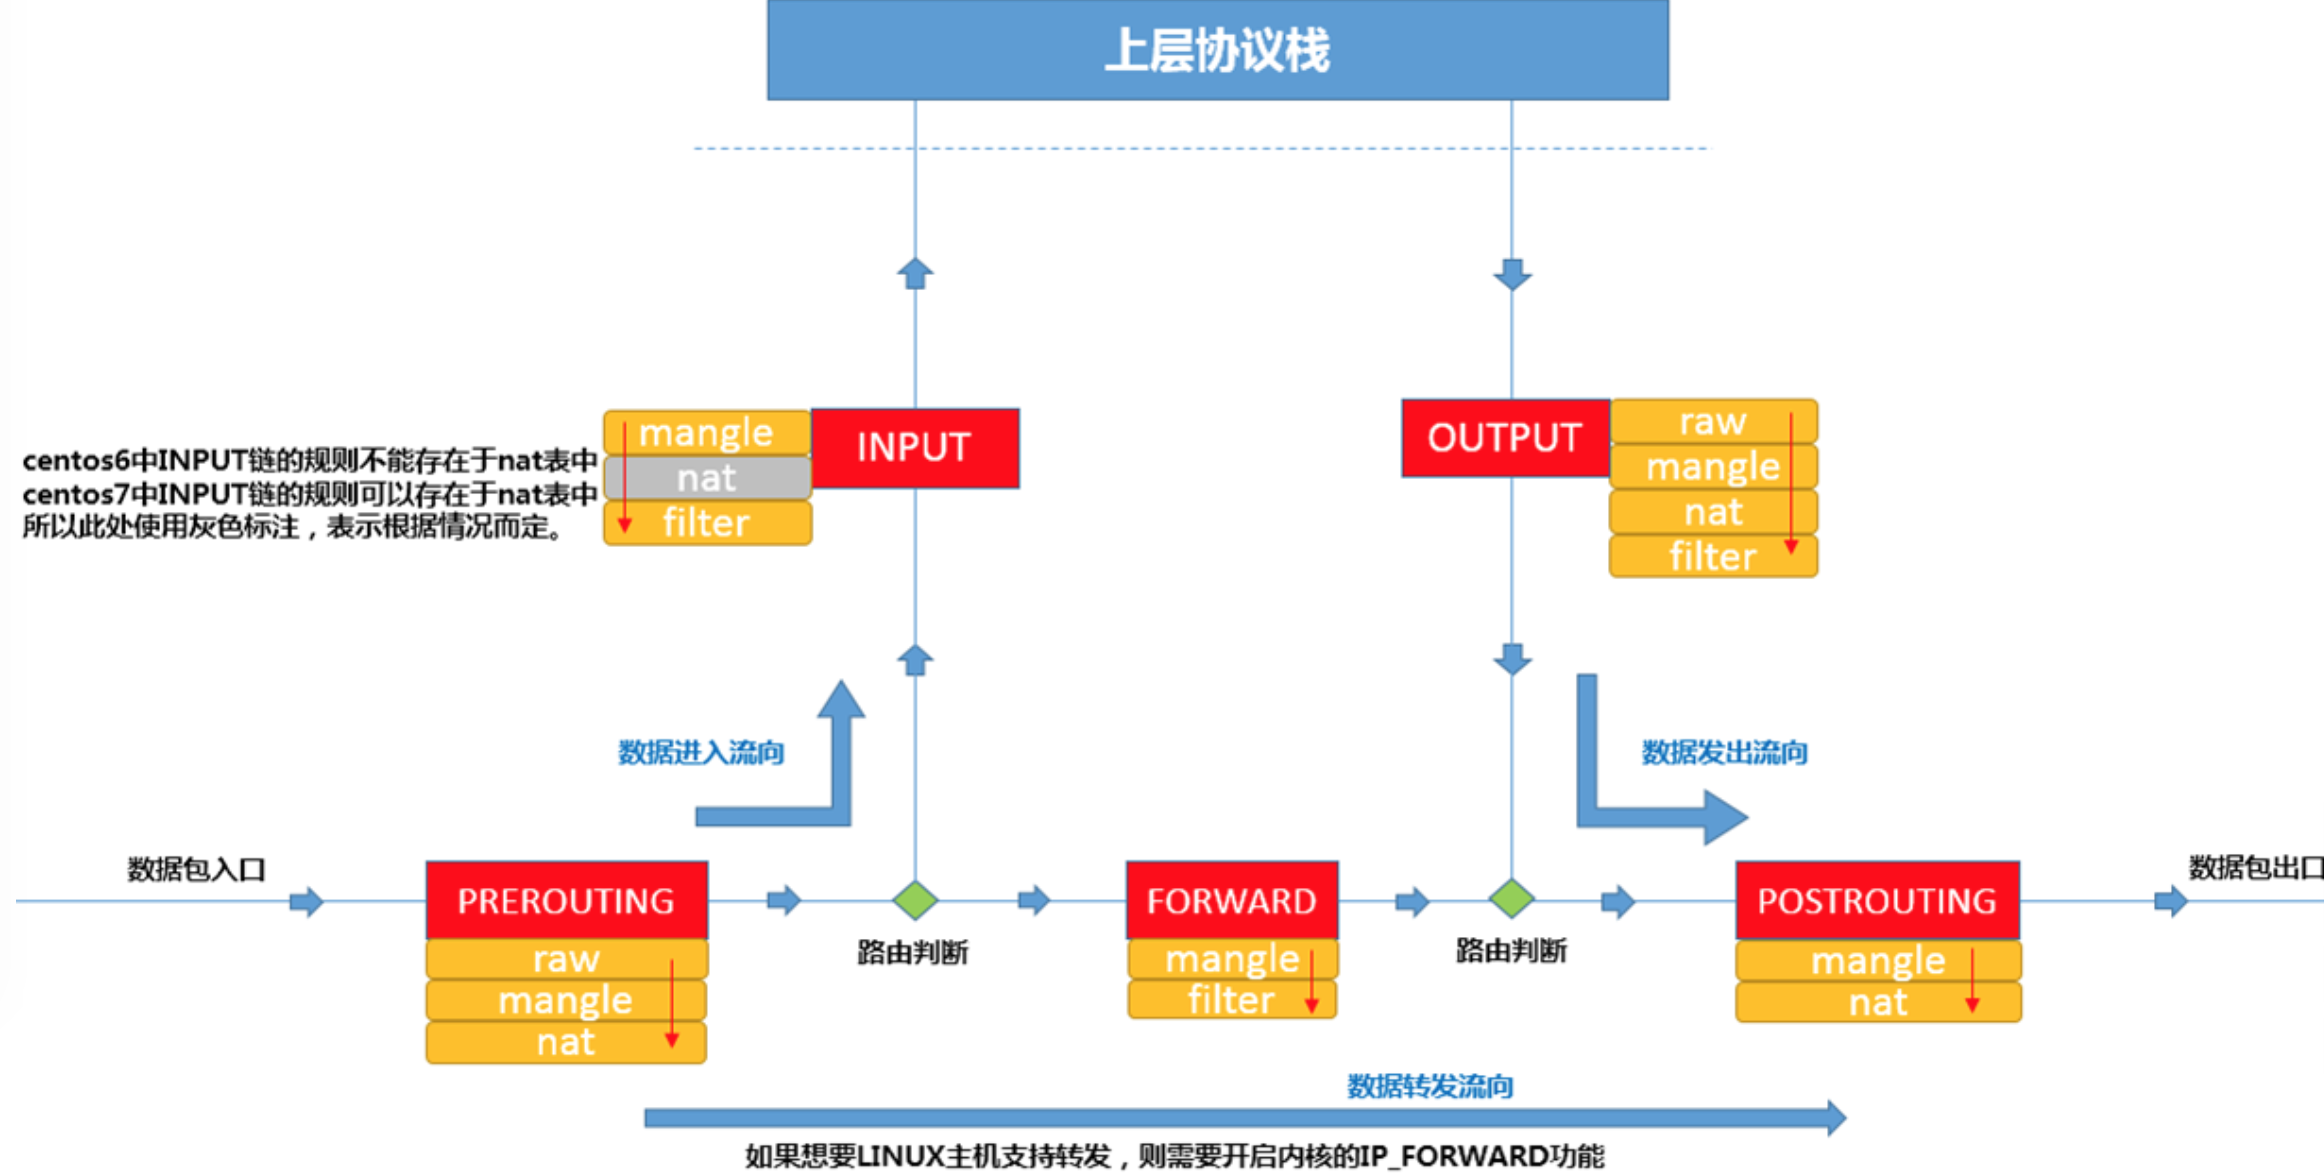 上层协议栈
centos6中INPUT链的规则不能存在于nat表中
centos7中INPUT链的规则可以存在于nat表中
所以此处使用灰色标注，表示根据情况而定。
mangle
nat
filter
INPUT
OUTPUT
raw
mangle
nat
filter
数据进入流向
数据发出流向
数据包入口
PREROUTING
raw
mangle
nat
路由判断
FORWARD
mangle
filter
路由判断
POSTROUTING
mangle
nat
数据包出口
数据转发流向
如果想要LINUX主机支持转发，则需要开启内核的IP_FORWARD功能